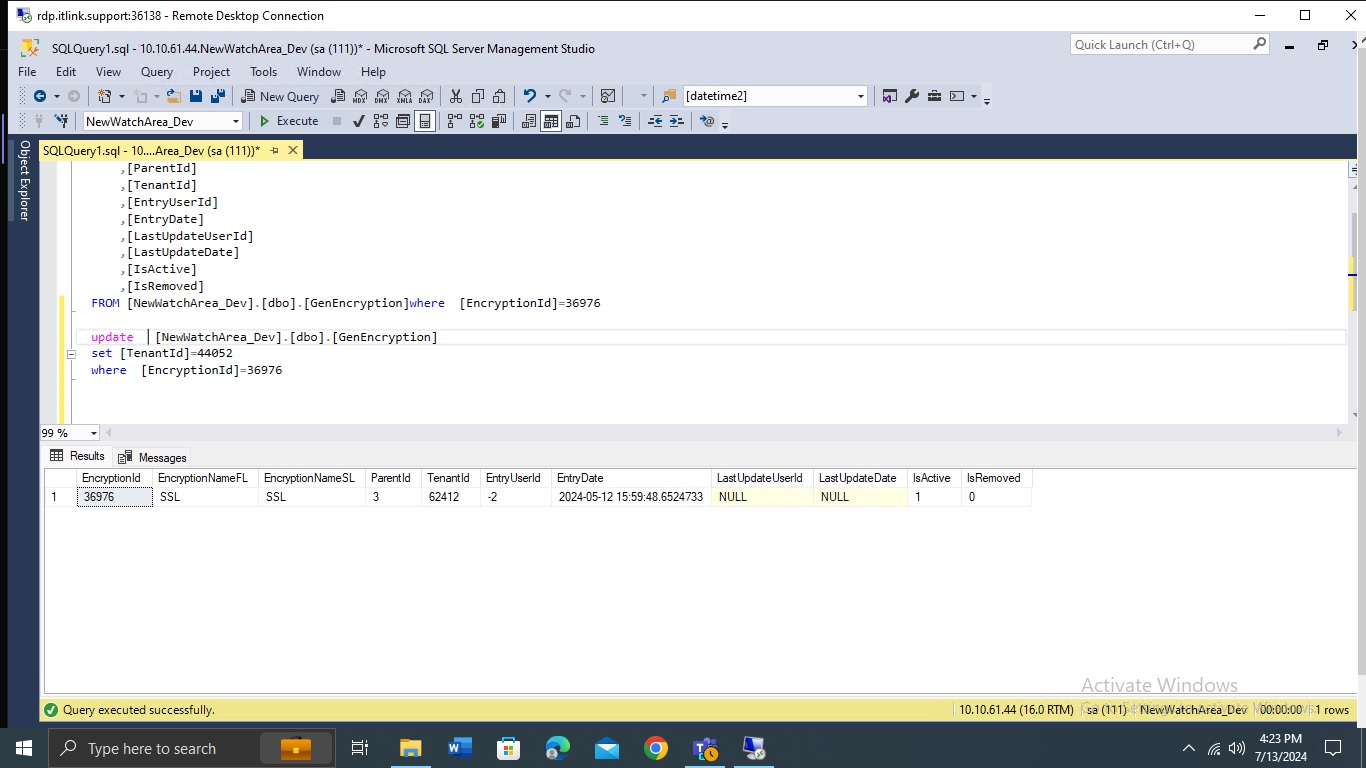 rdp.itlink.support:36138 - Remote Desktop Connection
SQLQuery1.sql - 10.10.61.44.NewWatchArea_Dev (sa (111))* - Microsoft SQL Server Management Studio
Quick Launch (Ctrl+Q)
File Edit View Query Project Tools Window Help
New Query MDX DMX XMLA DAX [datetime2]
NewWatchArea_Dev Execute
Object Explorer
SQLQuery1.sql - 10....Area_Dev (sa (111))*
,[ParentId]
,[TenantId]
,[EntryUserId]
,[EntryDate]
,[LastUpdateUserId]
,[LastUpdateDate]
,[IsActive]
,[IsRemoved]
FROM [NewWatchArea_Dev].[dbo].[GenEncryption]where [EncryptionId]=36976
update [NewWatchArea_Dev].[dbo].[GenEncryption]
set [TenantId]=44052
where [EncryptionId]=36976
99 %
Results Messages
EncryptionId EncryptionNameFL EncryptionNameSL ParentId TenantId EntryUserId EntryDate LastUpdateUserId LastUpdateDate IsActive IsRemoved
1 36976 SSL SSL 3 62412 -2 2024-05-12 15:59:48.6524733 NULL NULL 1 0
Activate Windows
Query executed successfully. 10.10.61.44 (16.0 RTM) sa (111) NewWatchArea_Dev 00:00:00 1 rows
Type here to search
4:23 PM
7/13/2024